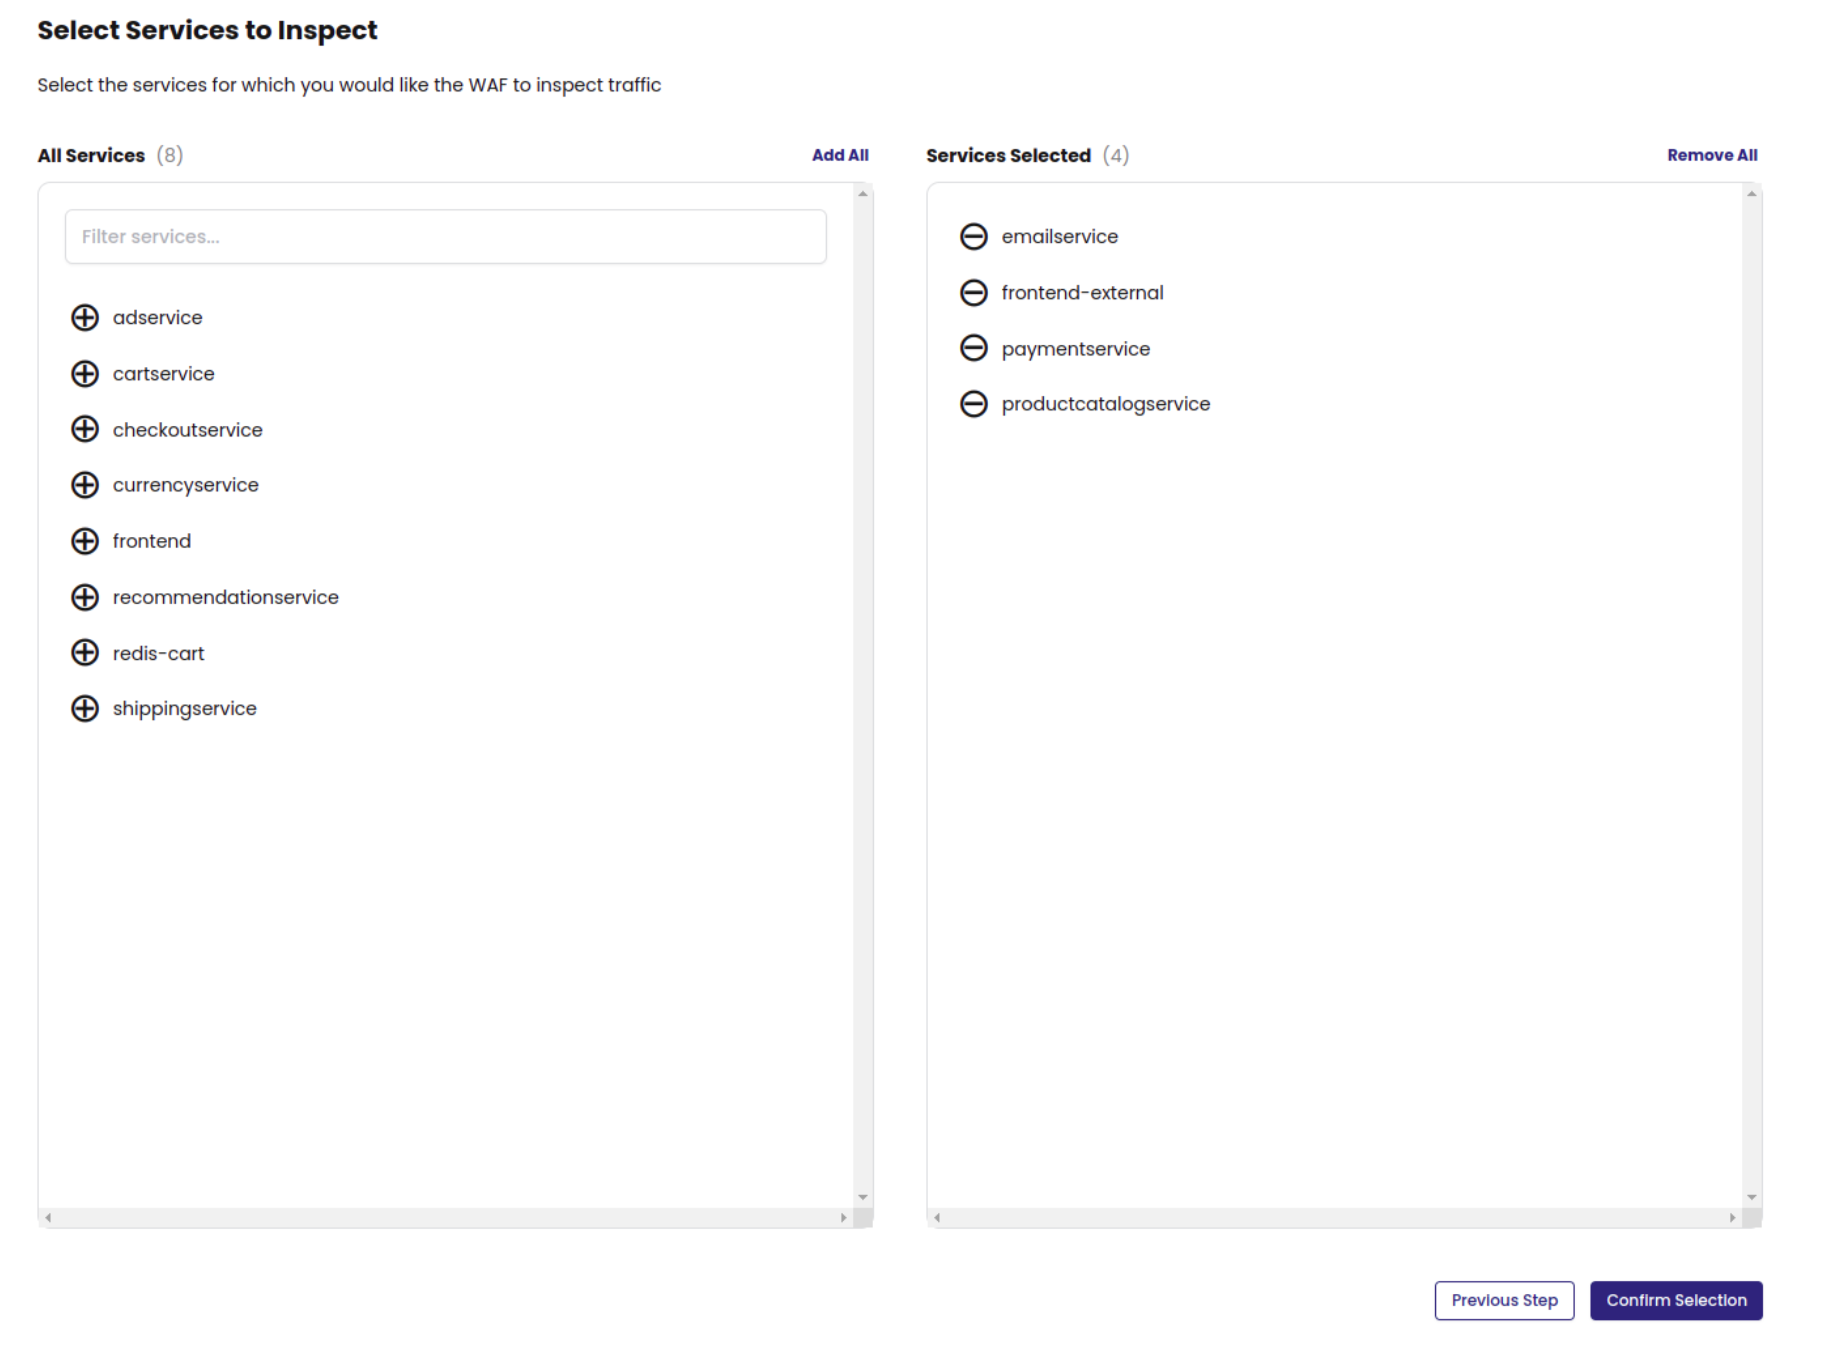 Select Services to Inspect
Select the services for which you would like the WAF to inspect traffic
All Services (8)
Add All
Filter services...
adservice
cartservice
checkoutservice
currencyservice
frontend
recommendationservice
redis-cart
shippingservice
Services Selected (4)
Remove All
emailservice
frontend-external
paymentservice
productcatalogservice
Previous Step
Confirm Selection